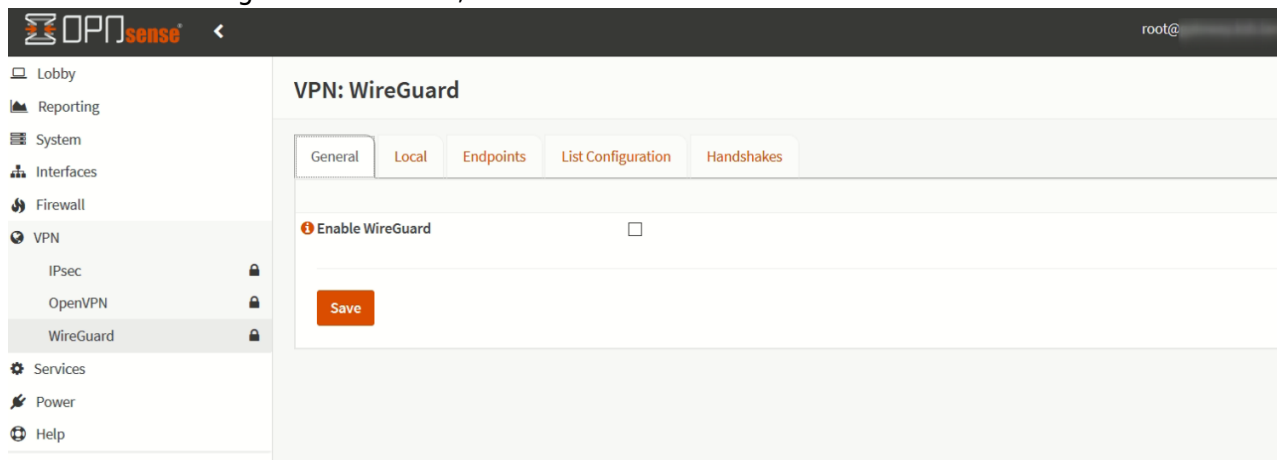 OPNsense
root@
Lobby
Reporting
System
Interfaces
Firewall
VPN
IPsec
OpenVPN
WireGuard
Services
Power
Help
VPN: WireGuard
General Local Endpoints List Configuration Handshakes
Enable WireGuard
Save